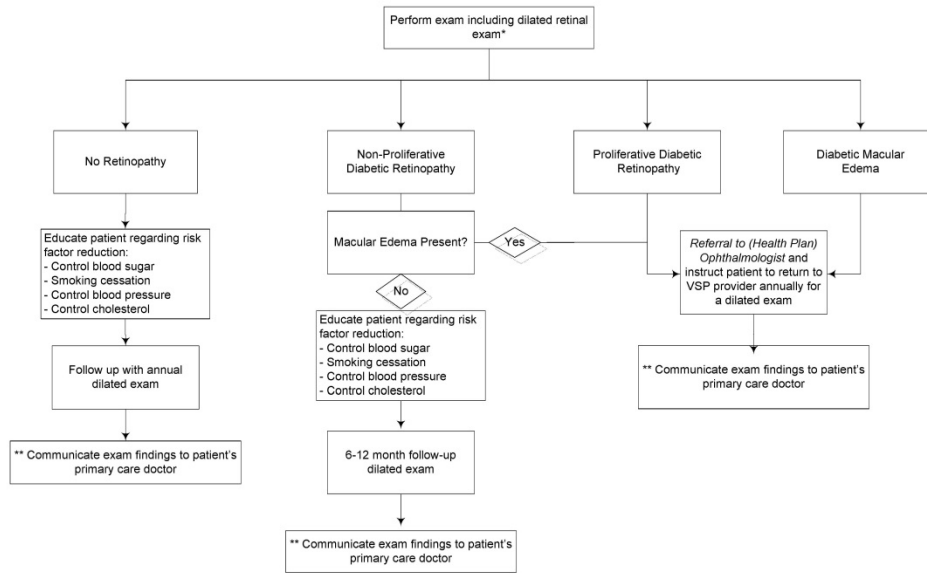 Perform exam including dilated retinal
exam*
No Retinopathy
Non-Proliferative
Diabetic Retinopathy
Proliferative Diabetic
Retinopathy
Diabetic Macular
Edema
Educate patient regarding risk
factor reduction:
- Control blood sugar
- Smoking cessation
- Control blood pressure
- Control cholesterol
Macular Edema Present?
Yes
No
Referral to (Health Plan)
Ophthalmologist and
instruct patient to return to
VSP provider annually for
a dilated exam
Educate patient regarding risk
factor reduction:
- Control blood sugar
- Smoking cessation
- Control blood pressure
- Control cholesterol
Follow up with annual
dilated exam
** Communicate exam findings to patient's
primary care doctor
** Communicate exam findings to patient's
primary care doctor
6-12 month follow-up
dilated exam
** Communicate exam findings to patient's
primary care doctor